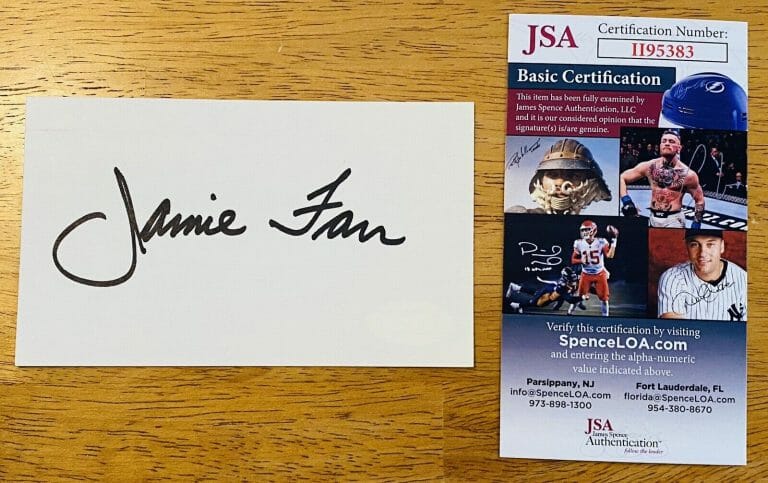 Jamie Farr
JSA
Certification Number:
II95383
Basic Certification
This item has been fully examined by
James Spence Authentication, LLC
and it is our considered opinion that the
signature(s) is/are genuine.
15
UFC.COM
Verify this certification by visiting
SpenceLOA.com
and entering the alpha-numeric
value indicated above.
Parsippany, NJ
info@SpenceLOA.com
973-898-1300
Fort Lauderdale, FL
florida@SpenceLOA.com
954-380-8670
JSA
James Spence
Authentication
follow the leader